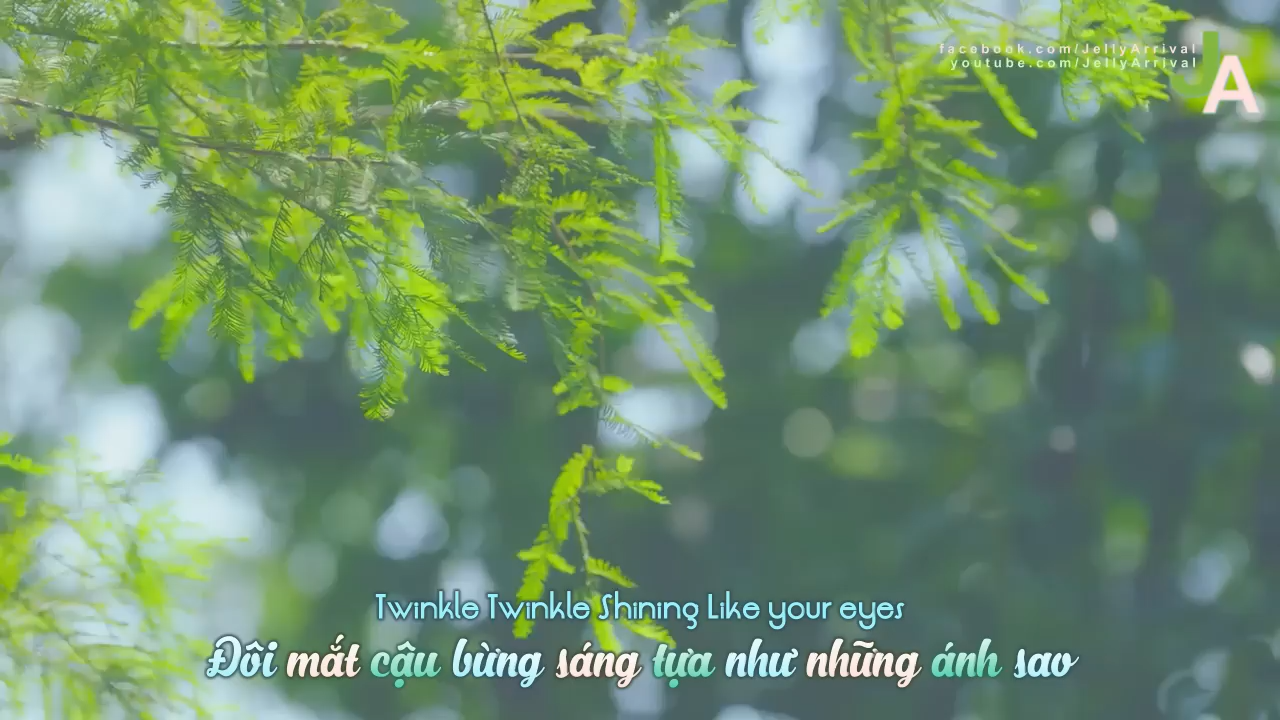 facebook.com/JellyArrival
youtube.com/JellyArrival
JA
Twinkle Twinkle Shining Like your eyes
Đôi mắt cậu bừng sáng tựa như những ánh sao